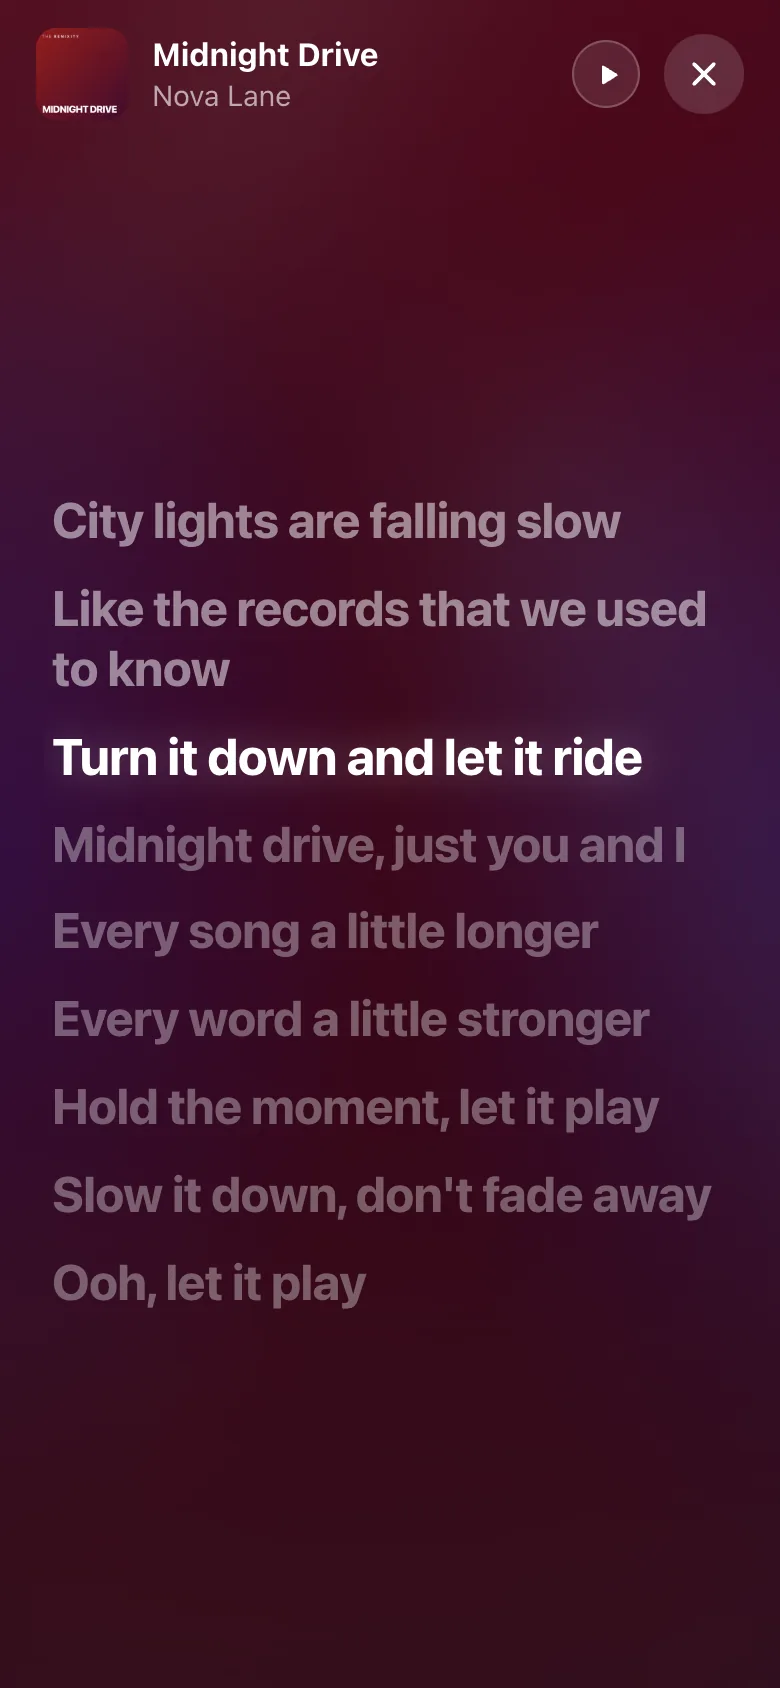 THE REMIXITY
MIDNIGHT DRIVE
Midnight Drive
Nova Lane
City lights are falling slow
Like the records that we used
to know
Turn it down and let it ride
Midnight drive, just you and I
Every song a little longer
Every word a little stronger
Hold the moment, let it play
Slow it down, don't fade away
Ooh, let it play